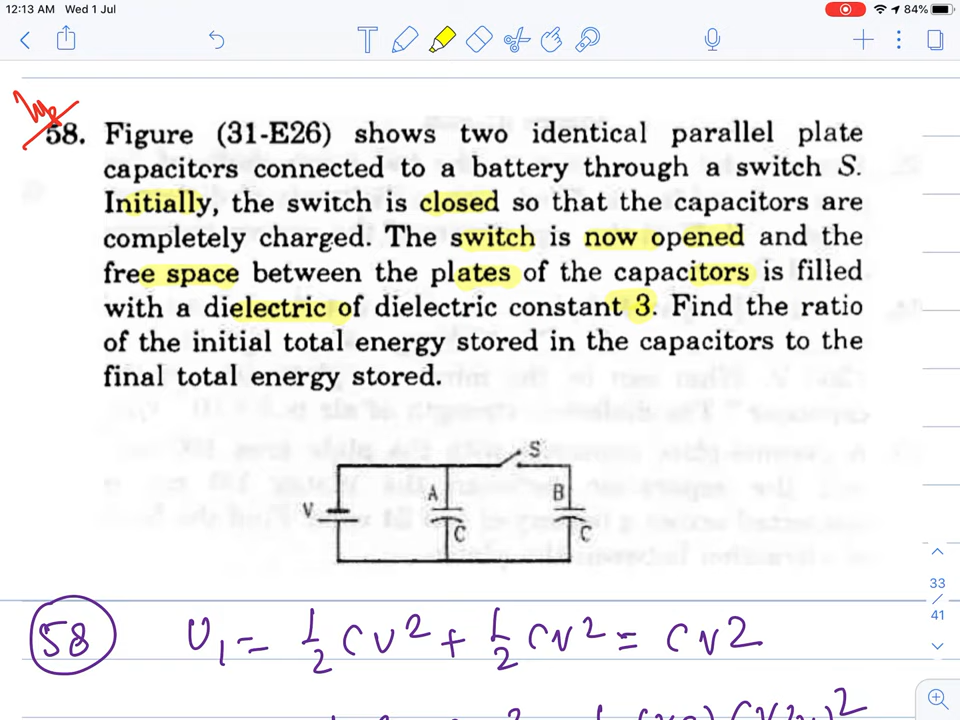 12:13 AM Wed 1 Jul
84%
58. Figure (31-E26) shows two identical parallel plate
capacitors connected to a battery through a switch S.
Initially, the switch is closed so that the capacitors are
completely charged. The switch is now opened and the
free space between the plates of the capacitors is filled
with a dielectric of dielectric constant 3. Find the ratio
of the initial total energy stored in the capacitors to the
final total energy stored.
S
V
A
C
B
C
33
/
41
58 U₁ = 1/2 CV² + 1/2 CV² = CV2